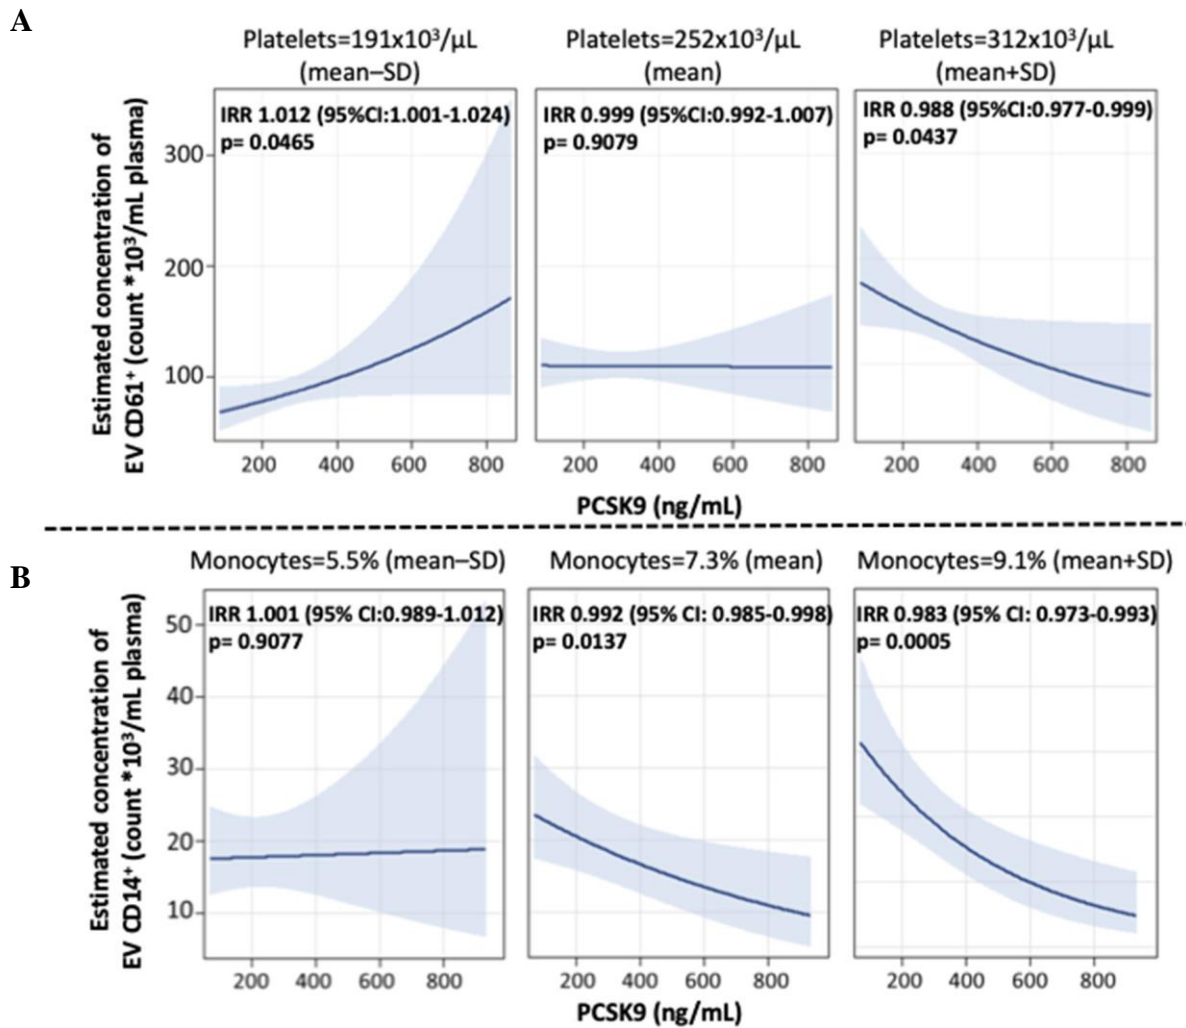 A
Platelets=191x10³/µL
(mean–SD)
Platelets=252x10³/µL
(mean)
Platelets=312x10³/µL
(mean+SD)
IRR 1.012 (95%CI:1.001-1.024)
p= 0.0465
IRR 0.999 (95%CI:0.992-1.007)
p= 0.9079
IRR 0.988 (95%CI:0.977-0.999)
p= 0.0437
Estimated concentration of
EV CD61⁺ (count *10³/mL plasma)
300
200
100
200 400 600 800
200 400 600 800
200 400 600 800
PCSK9 (ng/mL)
B
Monocytes=5.5% (mean–SD)
Monocytes=7.3% (mean)
Monocytes=9.1% (mean+SD)
IRR 1.001 (95% CI:0.989-1.012)
p= 0.9077
IRR 0.992 (95% CI: 0.985-0.998)
p= 0.0137
IRR 0.983 (95% CI: 0.973-0.993)
p= 0.0005
Estimated concentration of
EV CD14⁺ (count *10³/mL plasma)
50
40
30
20
10
200 400 600 800
200 400 600 800
200 400 600 800
PCSK9 (ng/mL)